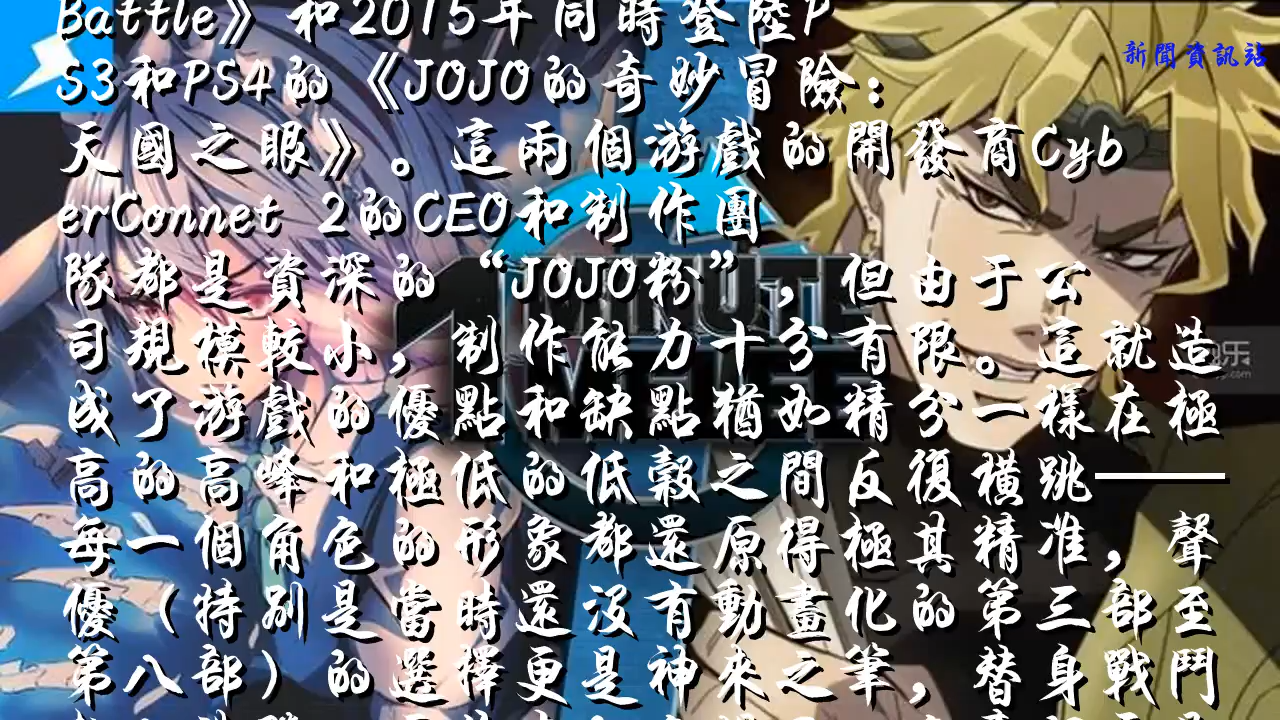 Battle》和2015年同時登陸P
新聞資訊站
S3和PS4的《JOJO的奇妙冒險：
天國之眼》。這兩個游戲的開發商Cyb
erConnet 2的CEO和制作團
隊都是資深的“JOJO粉”，但由于公
司規模較小，制作能力十分有限。這就造
成了游戲的優點和缺點猶如精分一樣在極
高的高峰和極低的低穀之間反復橫跳——
每一個角色的形象都還原得極其精准，聲
優（特别是當時還沒有動畫化的第三部至
第八部）的選擇更是神來之筆，替身戰鬥
MINUTE
MELEE